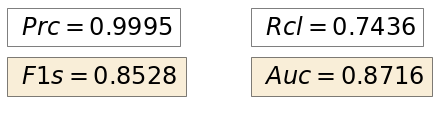 Prc = 0.9995 Rcl = 0.7436
F1s = 0.8528 Auc = 0.8716